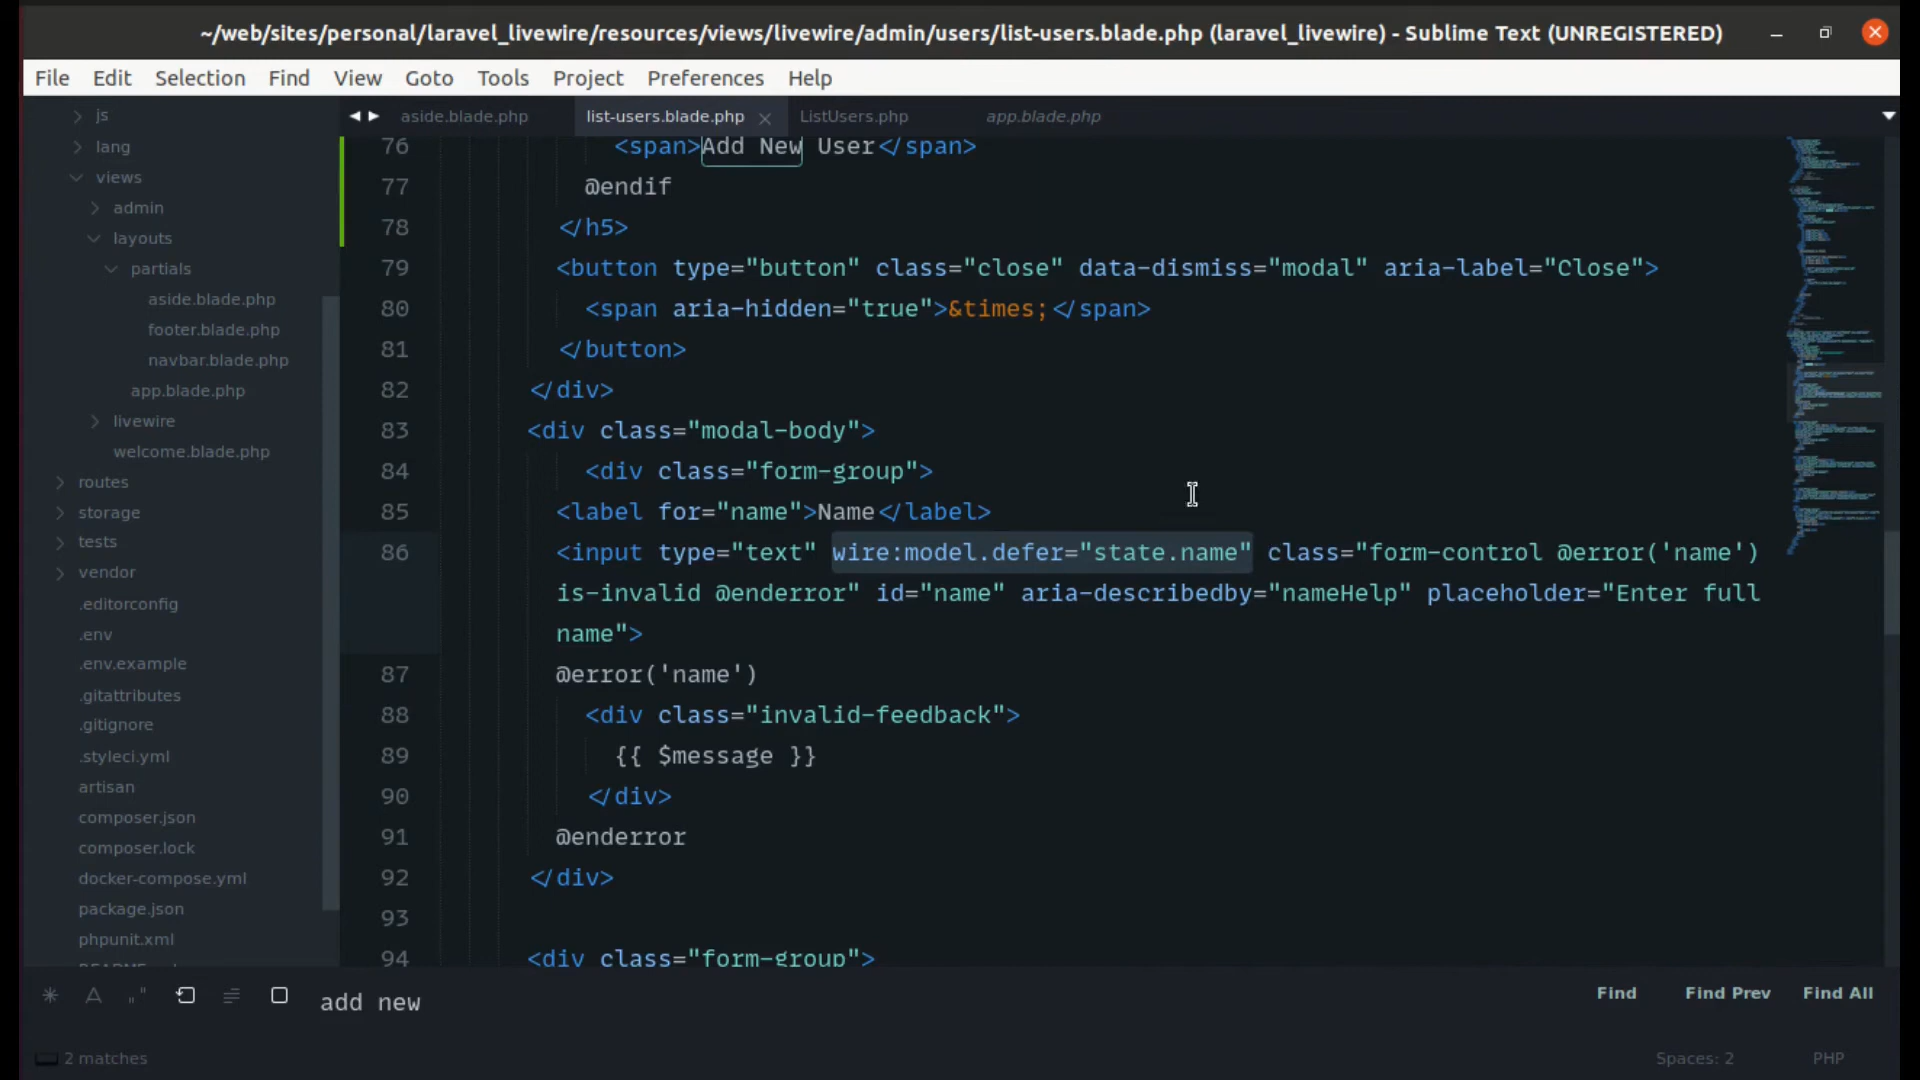 ~/web/sites/personal/laravel_livewire/resources/views/livewire/admin/users/list-users.blade.php (laravel_livewire) - Sublime Text (UNREGISTERED)
File Edit Selection Find View Goto Tools Project Preferences Help
js
lang
views
admin
layouts
partials
aside.blade.php
footer.blade.php
navbar.blade.php
app.blade.php
livewire
welcome.blade.php
routes
storage
tests
vendor
.editorconfig
.env
.env.example
.gitattributes
.gitignore
.styleci.yml
artisan
composer.json
composer.lock
docker-compose.yml
package.json
phpunit.xml
aside.blade.php list-users.blade.php ListUsers.php app.blade.php
76 <span>Add New User</span>
77 @endif
78 </h5>
79 <button type="button" class="close" data-dismiss="modal" aria-label="Close">
80 <span aria-hidden="true">&times;</span>
81 </button>
82 </div>
83 <div class="modal-body">
84 <div class="form-group">
85 <label for="name">Name</label>
86 <input type="text" wire:model.defer="state.name" class="form-control @error('name')
is-invalid @enderror" id="name" aria-describedby="nameHelp" placeholder="Enter full
name">
87 @error('name')
88 <div class="invalid-feedback">
89 {{ $message }}
90 </div>
91 @enderror
92 </div>
93
94 <div class="form-group">
add new
Find Find Prev Find All
2 matches
Spaces: 2 PHP